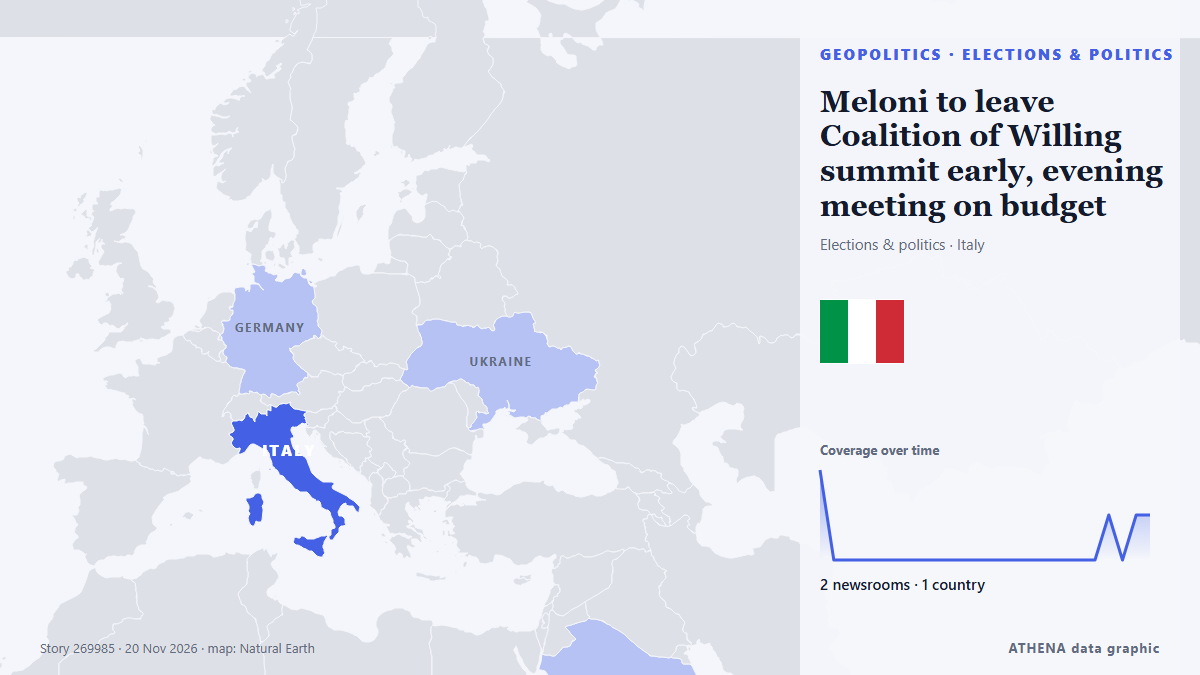 GEOPOLITICS · ELECTIONS & POLITICS
Meloni to leave
Coalition of Willing
summit early, evening
meeting on budget
Elections & politics · Italy
GERMANY
UKRAINE
ITALY
Coverage over time
2 newsrooms · 1 country
Story 269985 · 20 Nov 2026 · map: Natural Earth
ATHENA data graphic